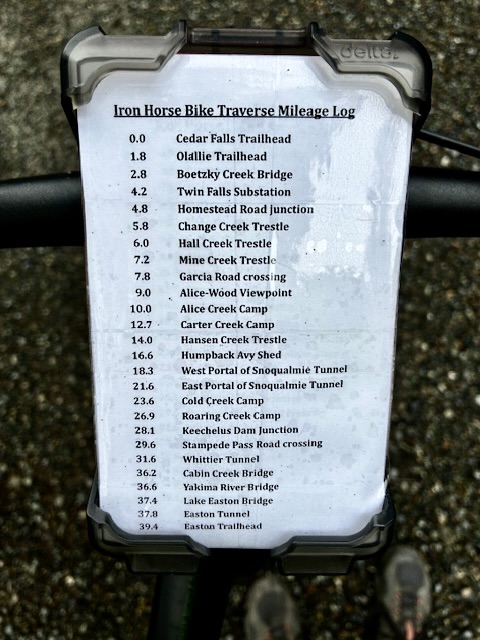 delta
Iron Horse Bike Traverse Mileage Log
0.0 Cedar Falls Trailhead
1.8 Olallie Trailhead
2.8 Boetzky Creek Bridge
4.2 Twin Falls Substation
4.8 Homestead Road junction
5.8 Change Creek Trestle
6.0 Hall Creek Trestle
7.2 Mine Creek Trestle
7.8 Garcia Road crossing
9.0 Alice-Wood Viewpoint
10.0 Alice Creek Camp
12.7 Carter Creek Camp
14.0 Hansen Creek Trestle
16.6 Humpback Avy Shed
18.3 West Portal of Snoqualmie Tunnel
21.6 East Portal of Snoqualmie Tunnel
23.6 Cold Creek Camp
26.9 Roaring Creek Camp
28.1 Keechelus Dam Junction
29.6 Stampede Pass Road crossing
31.6 Whittier Tunnel
36.2 Cabin Creek Bridge
36.6 Yakima River Bridge
37.4 Lake Easton Bridge
37.8 Easton Tunnel
39.4 Easton Trailhead